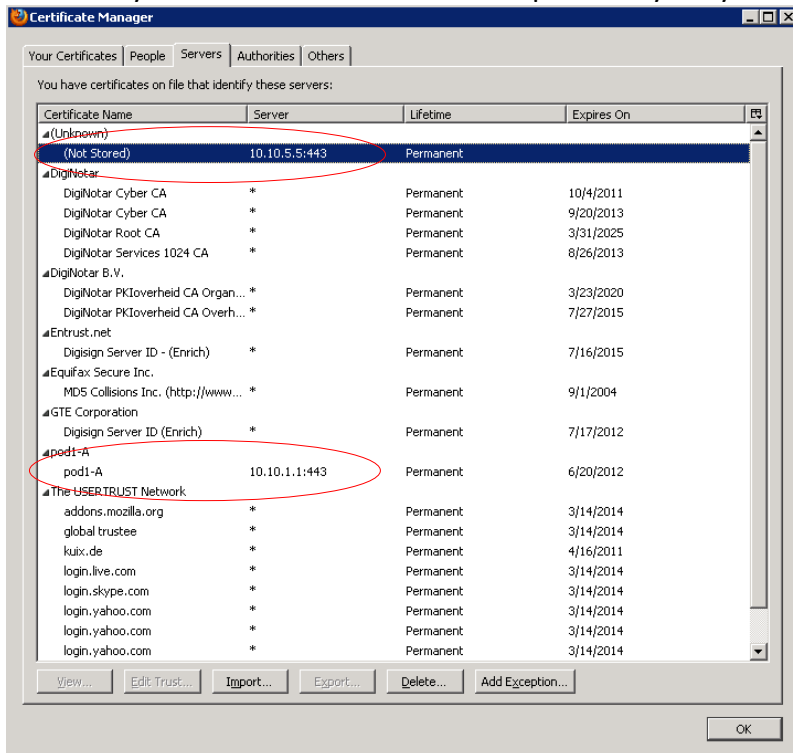 Certificate Manager
Your Certificates People Servers Authorities Others
You have certificates on file that identify these servers:
Certificate Name Server Lifetime Expires On
(Unknown)
(Not Stored) 10.10.5.5:443 Permanent
DigiNotar
DigiNotar Cyber CA * Permanent 10/4/2011
DigiNotar Cyber CA * Permanent 9/20/2013
DigiNotar Root CA * Permanent 3/31/2025
DigiNotar Services 1024 CA * Permanent 8/26/2013
DigiNotar B.V.
DigiNotar PKIoverheid CA Organ... * Permanent 3/23/2020
DigiNotar PKIoverheid CA Overh... * Permanent 7/27/2015
Entrust.net
Digisign Server ID - (Enrich) * Permanent 7/16/2015
Equifax Secure Inc.
MD5 Collisions Inc. (http://www... * Permanent 9/1/2004
GTE Corporation
Digisign Server ID (Enrich) * Permanent 7/17/2012
pod1-A
pod1-A 10.10.1.1:443 Permanent 6/20/2012
The USERTRUST Network
addons.mozilla.org * Permanent 3/14/2014
global trustee * Permanent 3/14/2014
kuix.de * Permanent 4/16/2011
login.live.com * Permanent 3/14/2014
login.skype.com * Permanent 3/14/2014
login.yahoo.com * Permanent 3/14/2014
login.yahoo.com * Permanent 3/14/2014
login.yahoo.com * Permanent 3/14/2014
View... Edit Trust... Import... Export... Delete... Add Exception...
OK